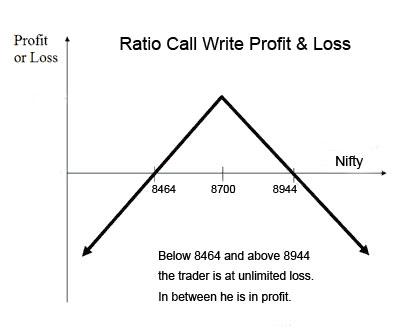 Profit
or Loss
Ratio Call Write Profit & Loss
Nifty
8464
8700
8944
Below 8464 and above 8944
the trader is at unlimited loss.
In between he is in profit.